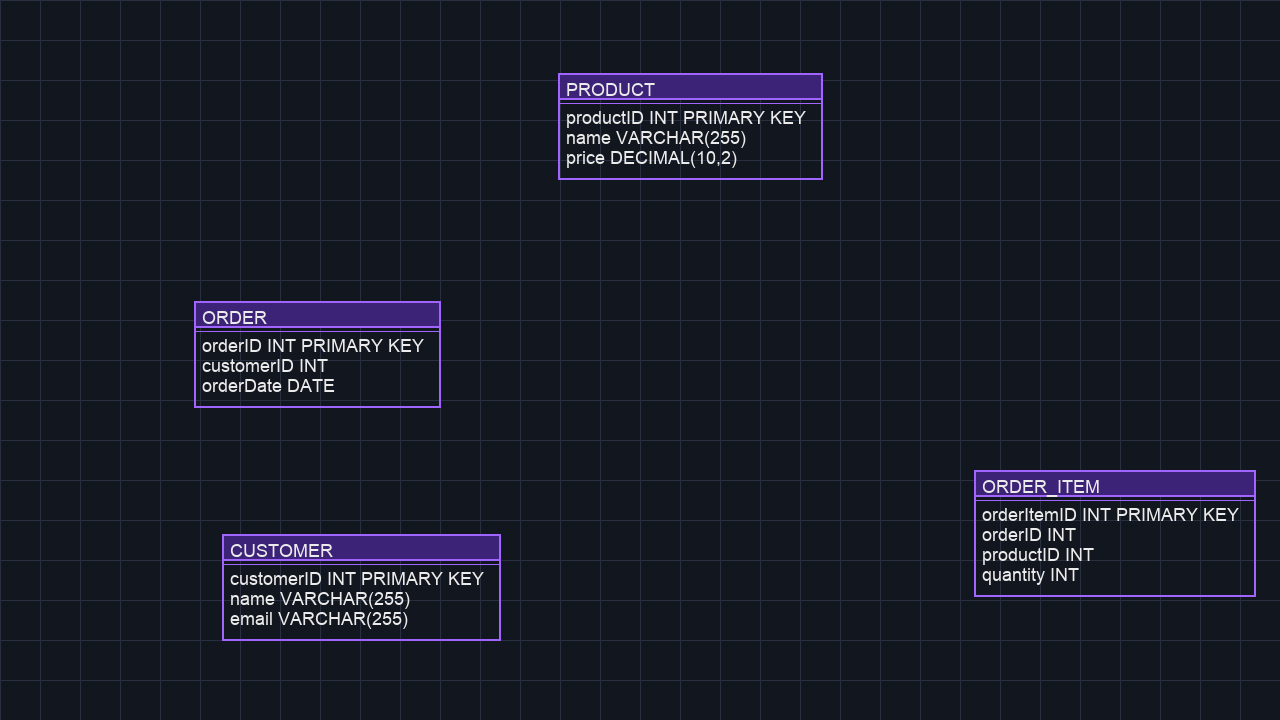 PRODUCT
productID INT PRIMARY KEY
name VARCHAR(255)
price DECIMAL(10,2)
ORDER
orderID INT PRIMARY KEY
customerID INT
orderDate DATE
ORDER_ITEM
orderItemID INT PRIMARY KEY
orderID INT
productID INT
quantity INT
CUSTOMER
customerID INT PRIMARY KEY
name VARCHAR(255)
email VARCHAR(255)